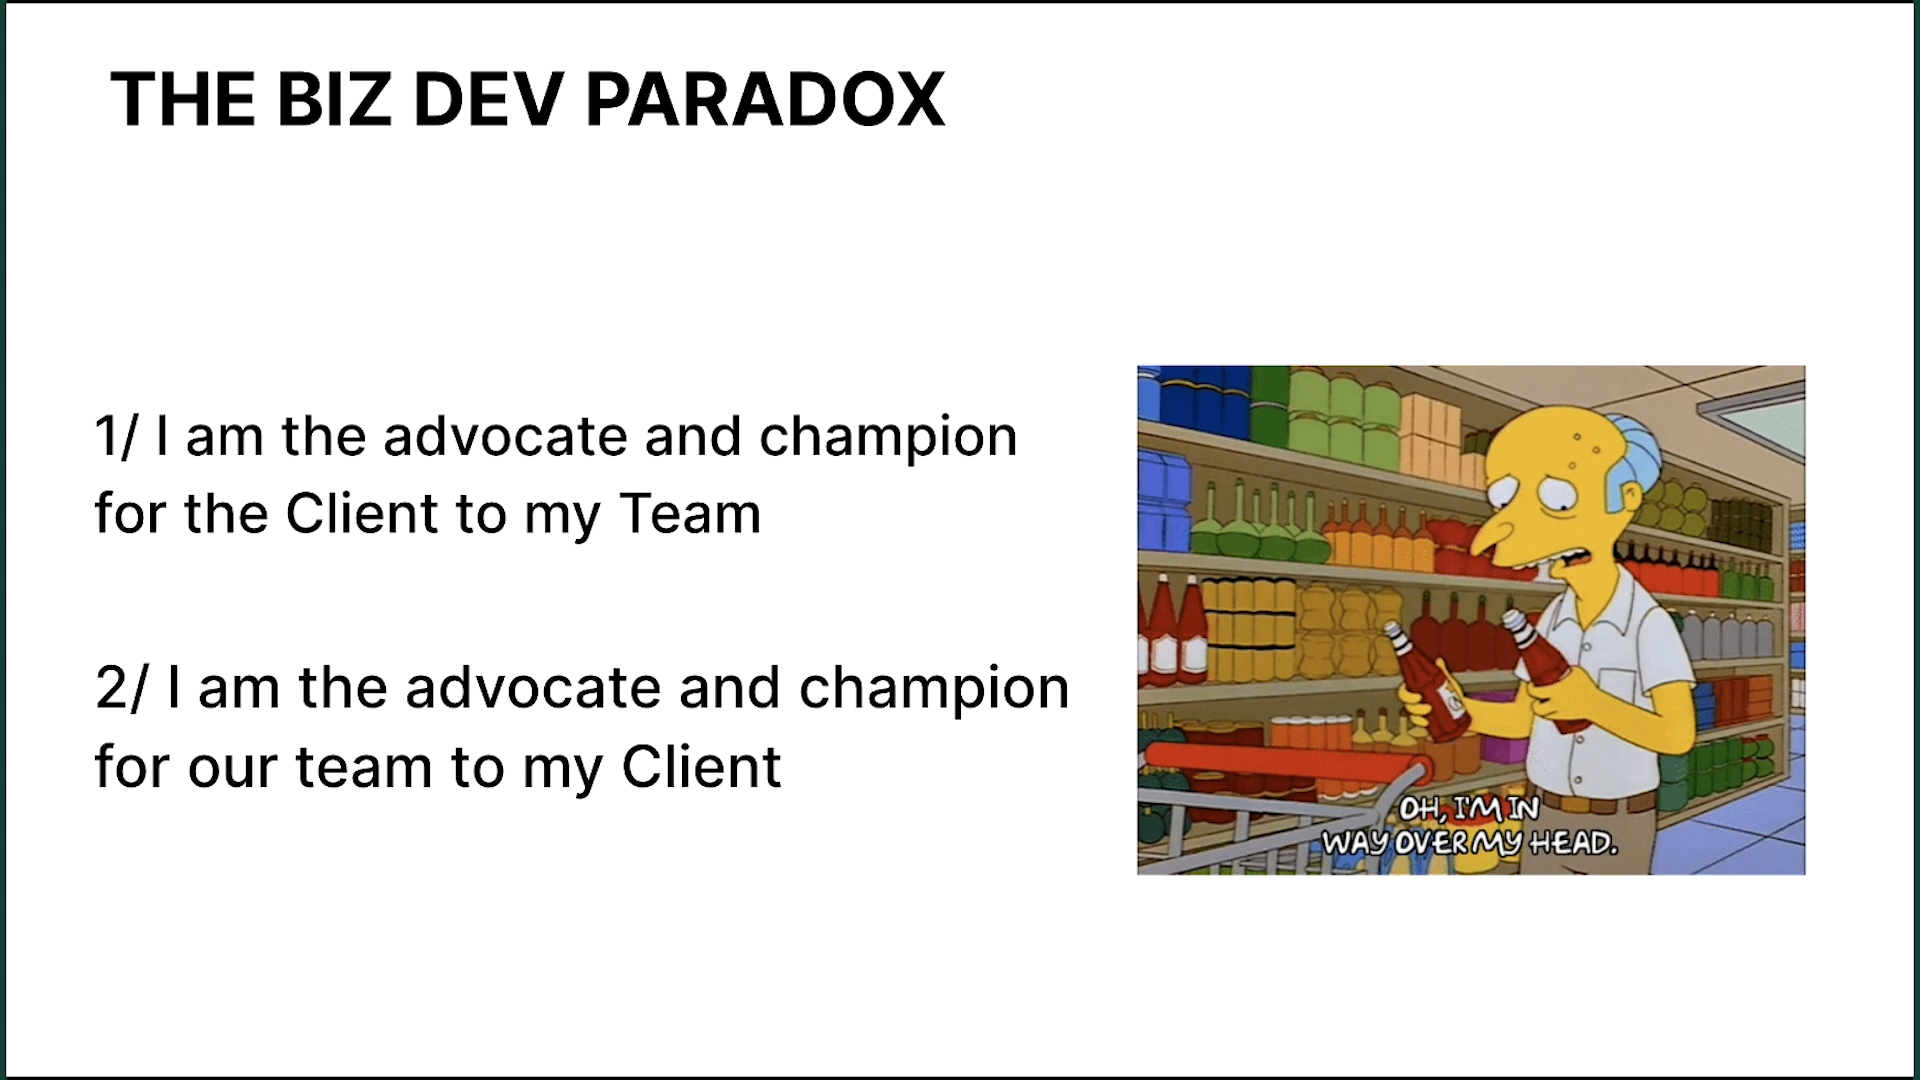 THE BIZ DEV PARADOX
1/ I am the advocate and champion
for the Client to my Team
2/ I am the advocate and champion
for our team to my Client
OH, I'M IN
WAY OVER MY HEAD.